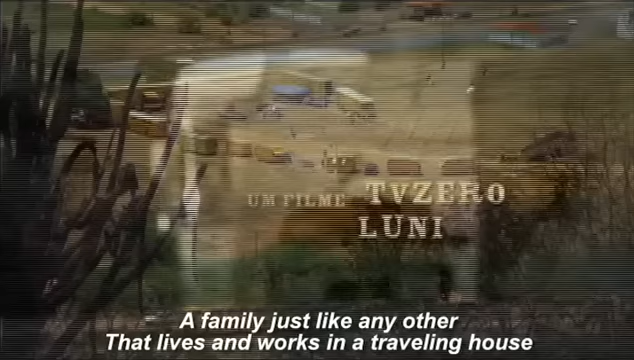 UM FILME TVZERO
LUNI
A family just like any other
That lives and works in a traveling house